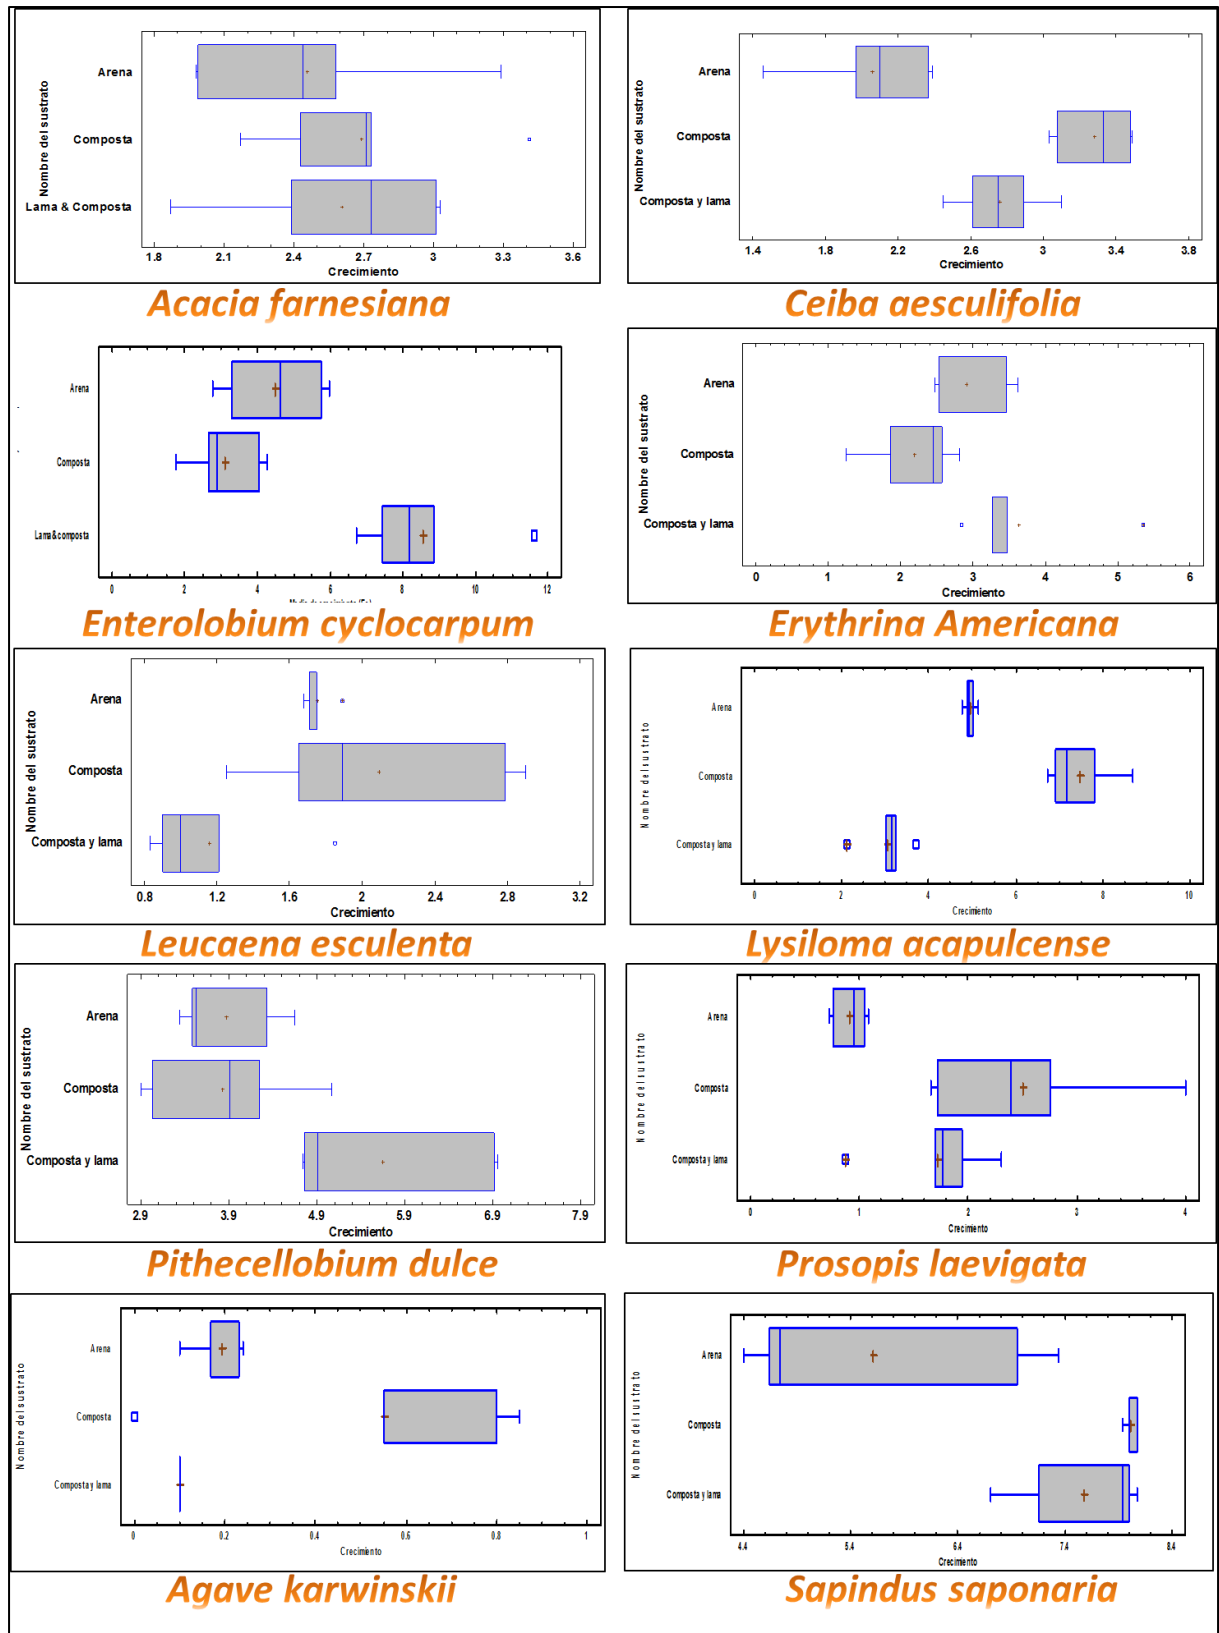 Nombre del sustrato
Arena
Composta
Lama & Composta
1.8 2.1 2.4 2.7 3 3.3 3.6
Crecimiento
Acacia farnesiana
Nombre del sustrato
Arena
Composta
Composta y lama
1.4 1.8 2.2 2.6 3 3.4 3.8
Crecimiento
Ceiba aesculifolia
Arena
Composta
Lama&composta
0 2 4 6 8 10 12
Enterolobium cyclocarpum
Nombre del sustrato
Arena
Composta
Composta y lama
0 1 2 3 4 5 6
Crecimiento
Erythrina Americana
Nombre del sustrato
Arena
Composta
Composta y lama
0.8 1.2 1.6 2 2.4 2.8 3.2
Crecimiento
Leucaena esculenta
Nombre del sustrato
Arena
Composta
Composta y lama
0 2 4 6 8 10
Crecimiento
Lysiloma acapulcense
Nombre del sustrato
Arena
Composta
Composta y lama
2.9 3.9 4.9 5.9 6.9 7.9
Crecimiento
Pithecellobium dulce
Nombre del sustrato
Arena
Composta
Composta y lama
0 1 2 3 4
Crecimiento
Prosopis laevigata
Nombre del sustrato
Arena
Composta
Composta y lama
0 0.2 0.4 0.6 0.8 1
Crecimiento
Agave karwinskii
Nombre del sustrato
Arena
Composta
Composta y lama
4.4 5.4 6.4 7.4 8.4
Crecimiento
Sapindus saponaria